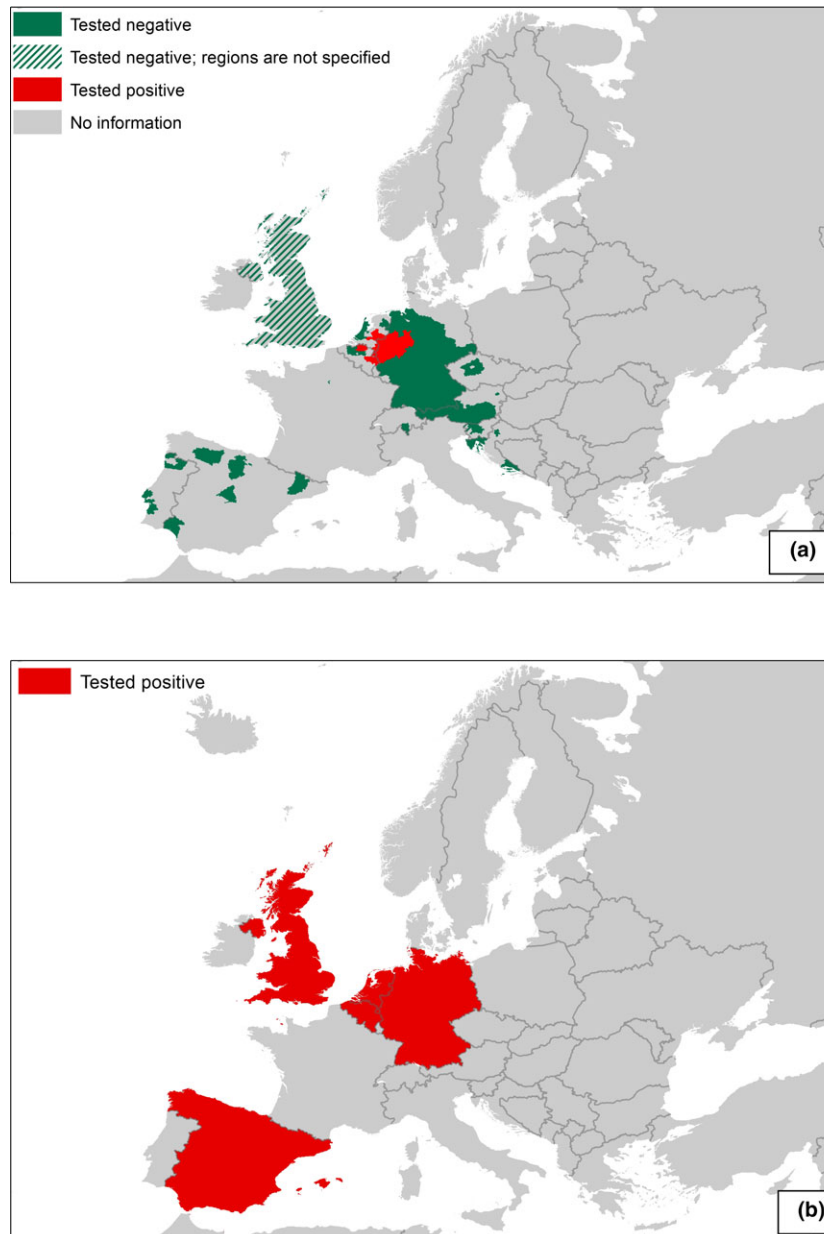 Tested negative
Tested negative; regions are not specified
Tested positive
No information
(a)
Tested positive
(b)